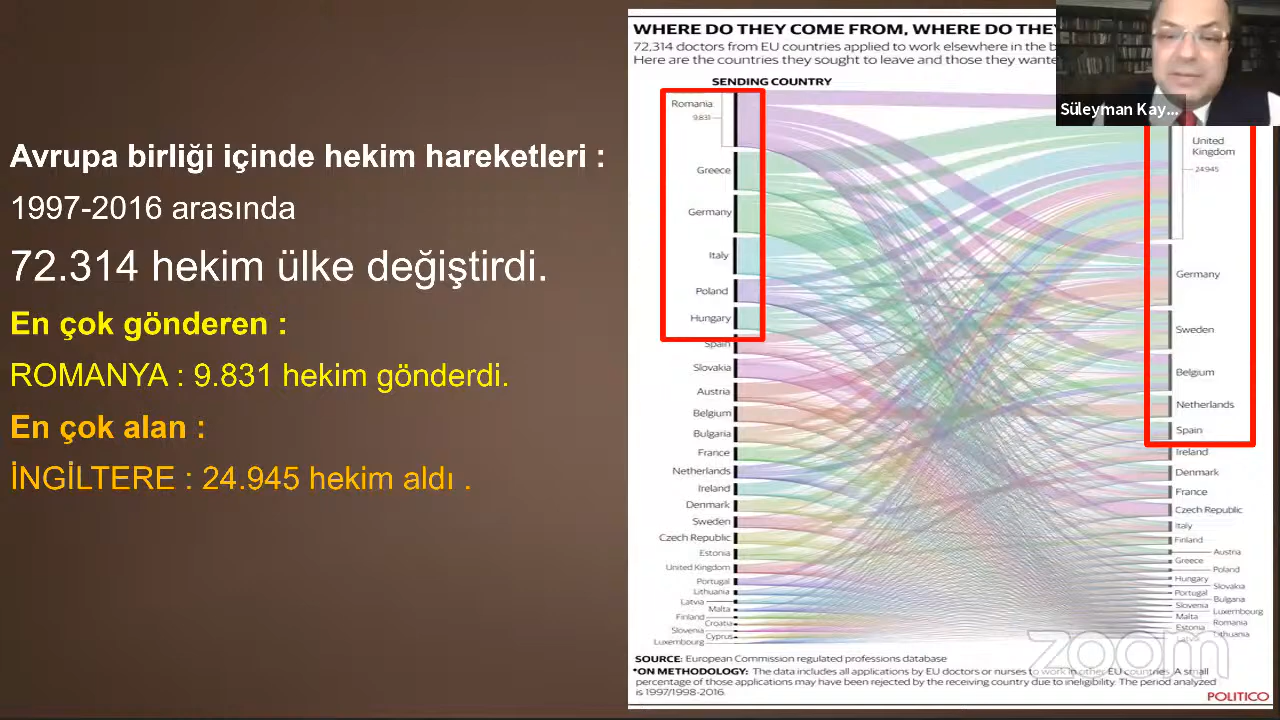 Avrupa birliği içinde hekim hareketleri :
1997-2016 arasında
72.314 hekim ülke değiştirdi.
En çok gönderen :
ROMANYA : 9.831 hekim gönderdi.
En çok alan :
İNGİLTERE : 24.945 hekim aldı .
WHERE DO THEY COME FROM, WHERE DO THEY
72,314 doctors from EU countries applied to work elsewhere in the
Here are the countries they sought to leave and those they wante
SENDING COUNTRY
Romania
9.831
Greece
Germany
Italy
Poland
Hungary
Spain
Slovakia
Austria
Belgium
Bulgaria
France
Netherlands
Ireland
Denmark
Sweden
Czech Republic
Estonia
United Kingdom
Portugal
Lithuania
Latvia
Malta
Finland
Croatia
Slovenia
Cyprus
Luxembourg
Süleyman Kay...
United
Kingdom
24.945
Germany
Sweden
Belgium
Netherlands
Spain
Ireland
Denmark
France
Czech Republic
Italy
Finland
Austria
Greece
Poland
Hungary
Slovakia
Portugal
Bulgaria
Slovenia
Luxembourg
Malta
Romania
Estonia
Lithuania
Latvia
zoom
SOURCE: European Commission regulated professions database
*ON METHODOLOGY: The data includes all applications by EU doctors or nurses to work in other EU countries. A small
percentage of those applications may have been rejected by the receiving country due to ineligibility. The period analyzed
is 1997/1998-2016.
POLITICO